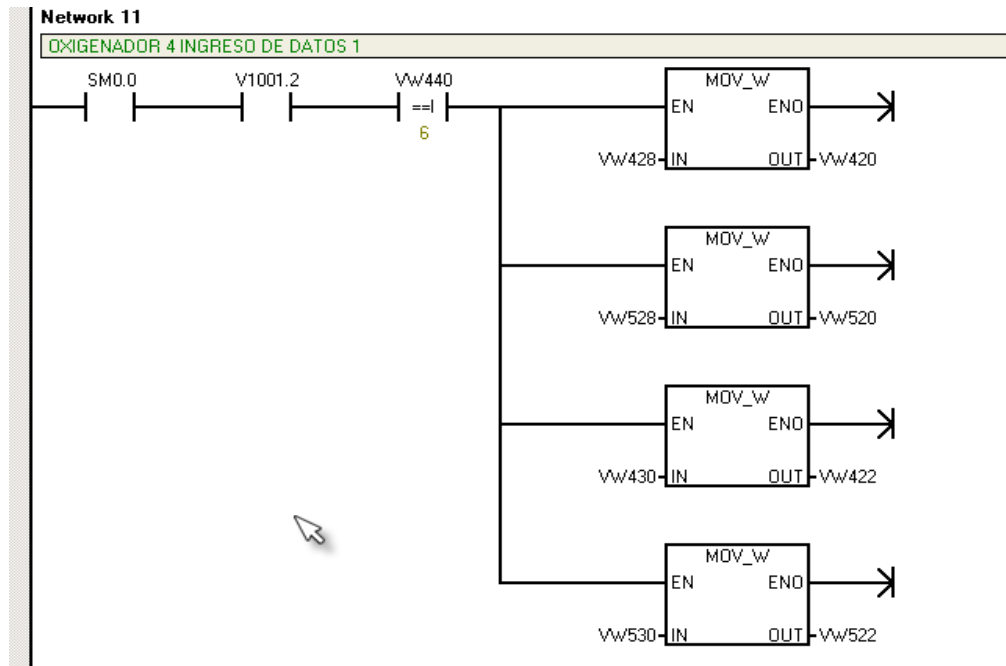 Network 11
OXIGENADOR 4 INGRESO DE DATOS 1
SM0.0 V1001.2 VW440
==I
6
MOV_W
EN ENO
VW428 IN OUT VW420
MOV_W
EN ENO
VW528 IN OUT VW520
MOV_W
EN ENO
VW430 IN OUT VW422
MOV_W
EN ENO
VW530 IN OUT VW522